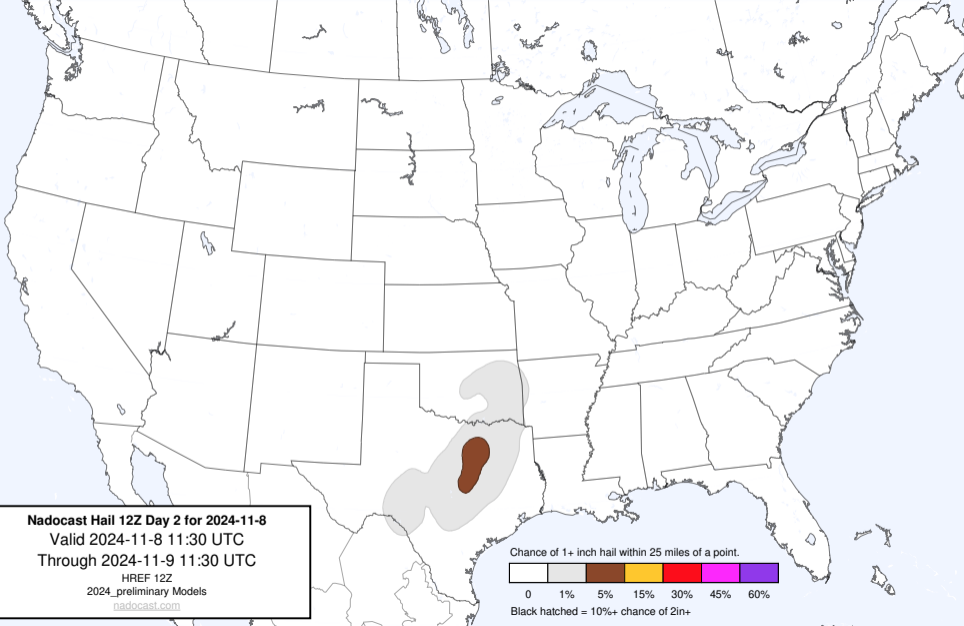 Nadocast Hail 12Z Day 2 for 2024-11-8
Valid 2024-11-8 11:30 UTC
Through 2024-11-9 11:30 UTC
HREF 12Z
2024_preliminary Models
nadocast.com
Chance of 1+ inch hail within 25 miles of a point.
0 1% 5% 15% 30% 45% 60%
Black hatched = 10%+ chance of 2in+